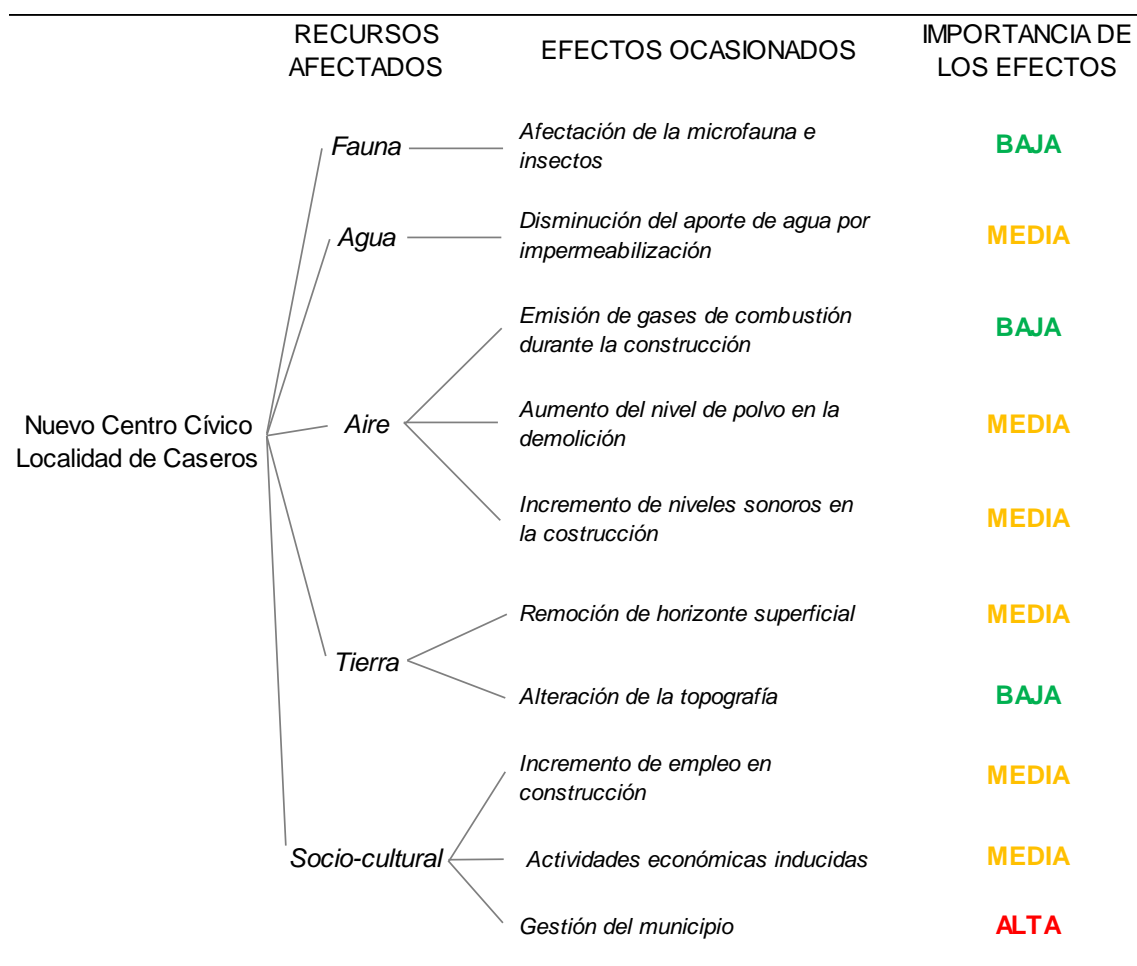 RECURSOS
AFECTADOS
EFECTOS OCASIONADOS
IMPORTANCIA DE
LOS EFECTOS
Nuevo Centro Cívico
Localidad de Caseros
Fauna
Afectación de la microfauna e
insectos
BAJA
Agua
Disminución del aporte de agua por
impermeabilización
MEDIA
Aire
Emisión de gases de combustión
durante la construcción
BAJA
Aumento del nivel de polvo en la
demolición
MEDIA
Incremento de niveles sonoros en
la costrucción
MEDIA
Tierra
Remoción de horizonte superficial
MEDIA
Alteración de la topografía
BAJA
Socio-cultural
Incremento de empleo en
construcción
MEDIA
Actividades económicas inducidas
MEDIA
Gestión del municipio
ALTA